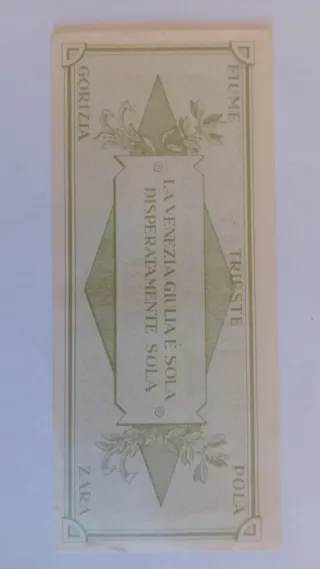 FIUME TRIESTE POLA
LA VENEZIA GIULIA É SOLA
DISPERATAMENTE SOLA
GORIZIA ZARA